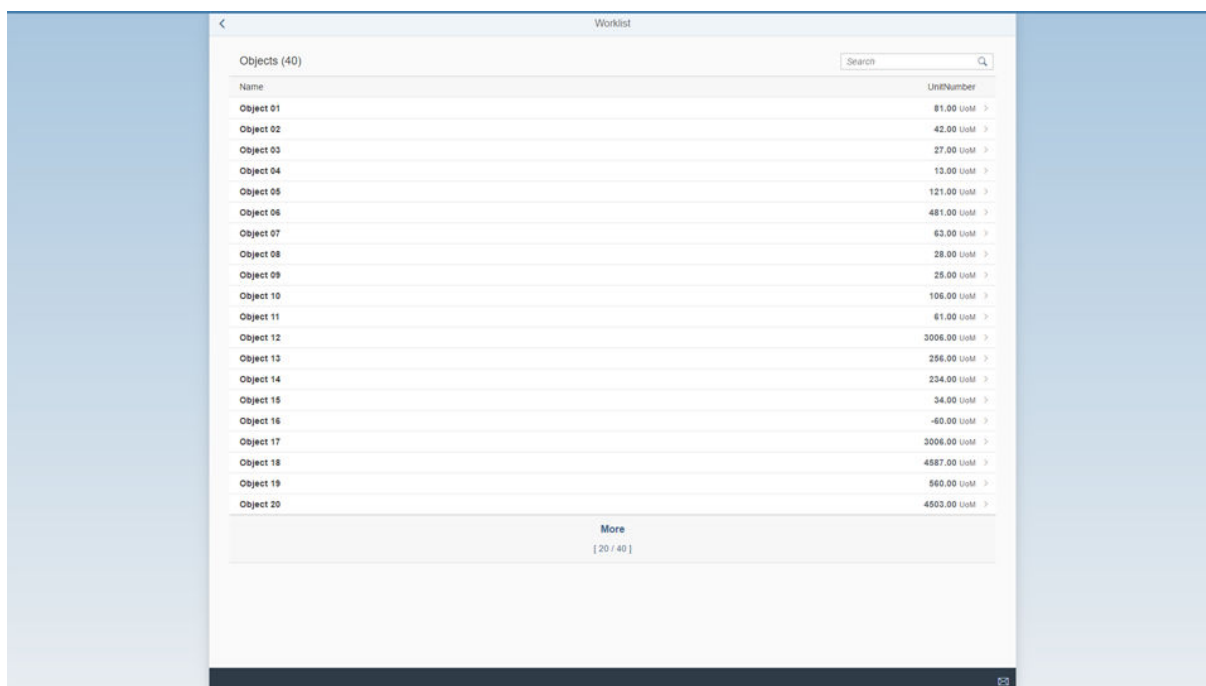 Worklist
Objects (40)
Search
Name UnitNumber
Object 01 81.00 UoM
Object 02 42.00 UoM
Object 03 27.00 UoM
Object 04 13.00 UoM
Object 05 121.00 UoM
Object 06 481.00 UoM
Object 07 63.00 UoM
Object 08 28.00 UoM
Object 09 25.00 UoM
Object 10 106.00 UoM
Object 11 61.00 UoM
Object 12 3006.00 UoM
Object 13 256.00 UoM
Object 14 234.00 UoM
Object 15 34.00 UoM
Object 16 -60.00 UoM
Object 17 3006.00 UoM
Object 18 4587.00 UoM
Object 19 560.00 UoM
Object 20 4503.00 UoM
More
[ 20 / 40 ]